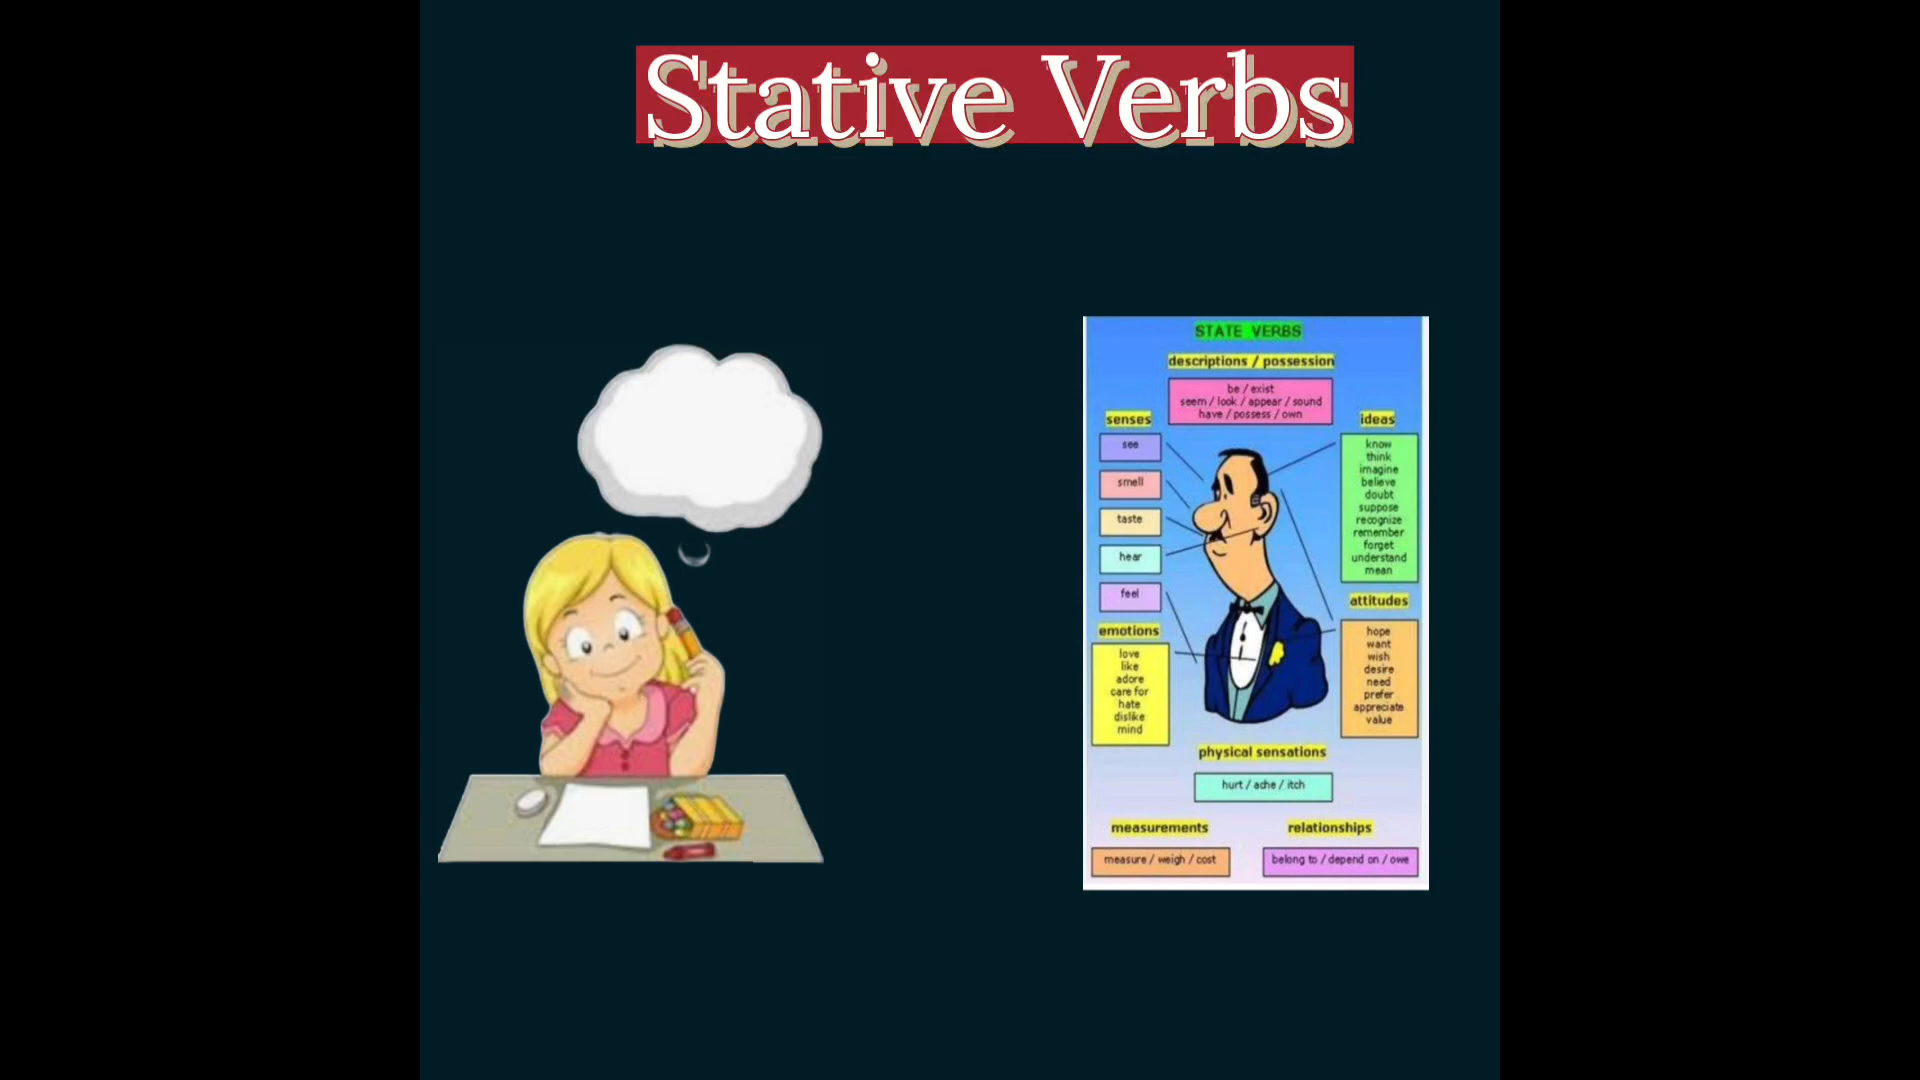 Stative Verbs
STATE VERBS
descriptions / possession
be / exist
seem / look / appear / sound
have / possess / own
senses
see
smell
taste
hear
feel
emotions
love
like
adore
care for
hate
dislike
mind
ideas
know
think
imagine
believe
doubt
suppose
recognize
remember
forget
understand
mean
attitudes
hope
want
wish
desire
need
prefer
appreciate
value
physical sensations
hurt / ache / itch
measurements
measure / weigh / cost
relationships
belong to / depend on / owe